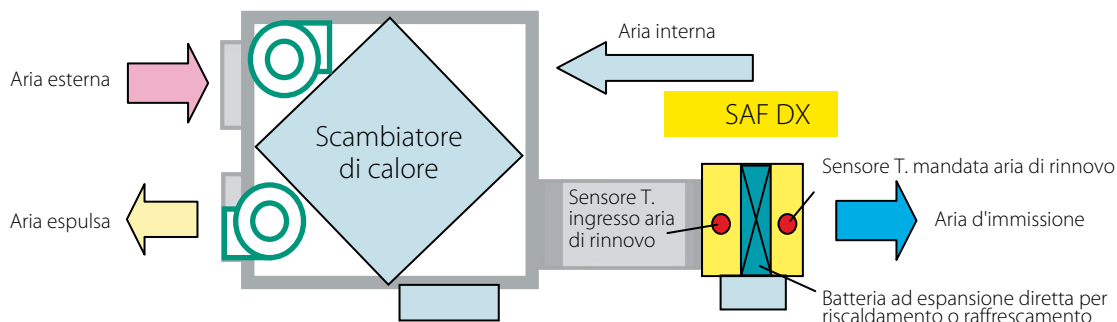 Aria esterna
Aria interna
SAF DX
Scambiatore
di calore
Sensore T. mandata aria di rinnovo
Sensore T.
ingresso aria
di rinnovo
Aria espulsa
Aria d'immissione
Batteria ad espansione diretta per
riscaldamento o raffrescamento